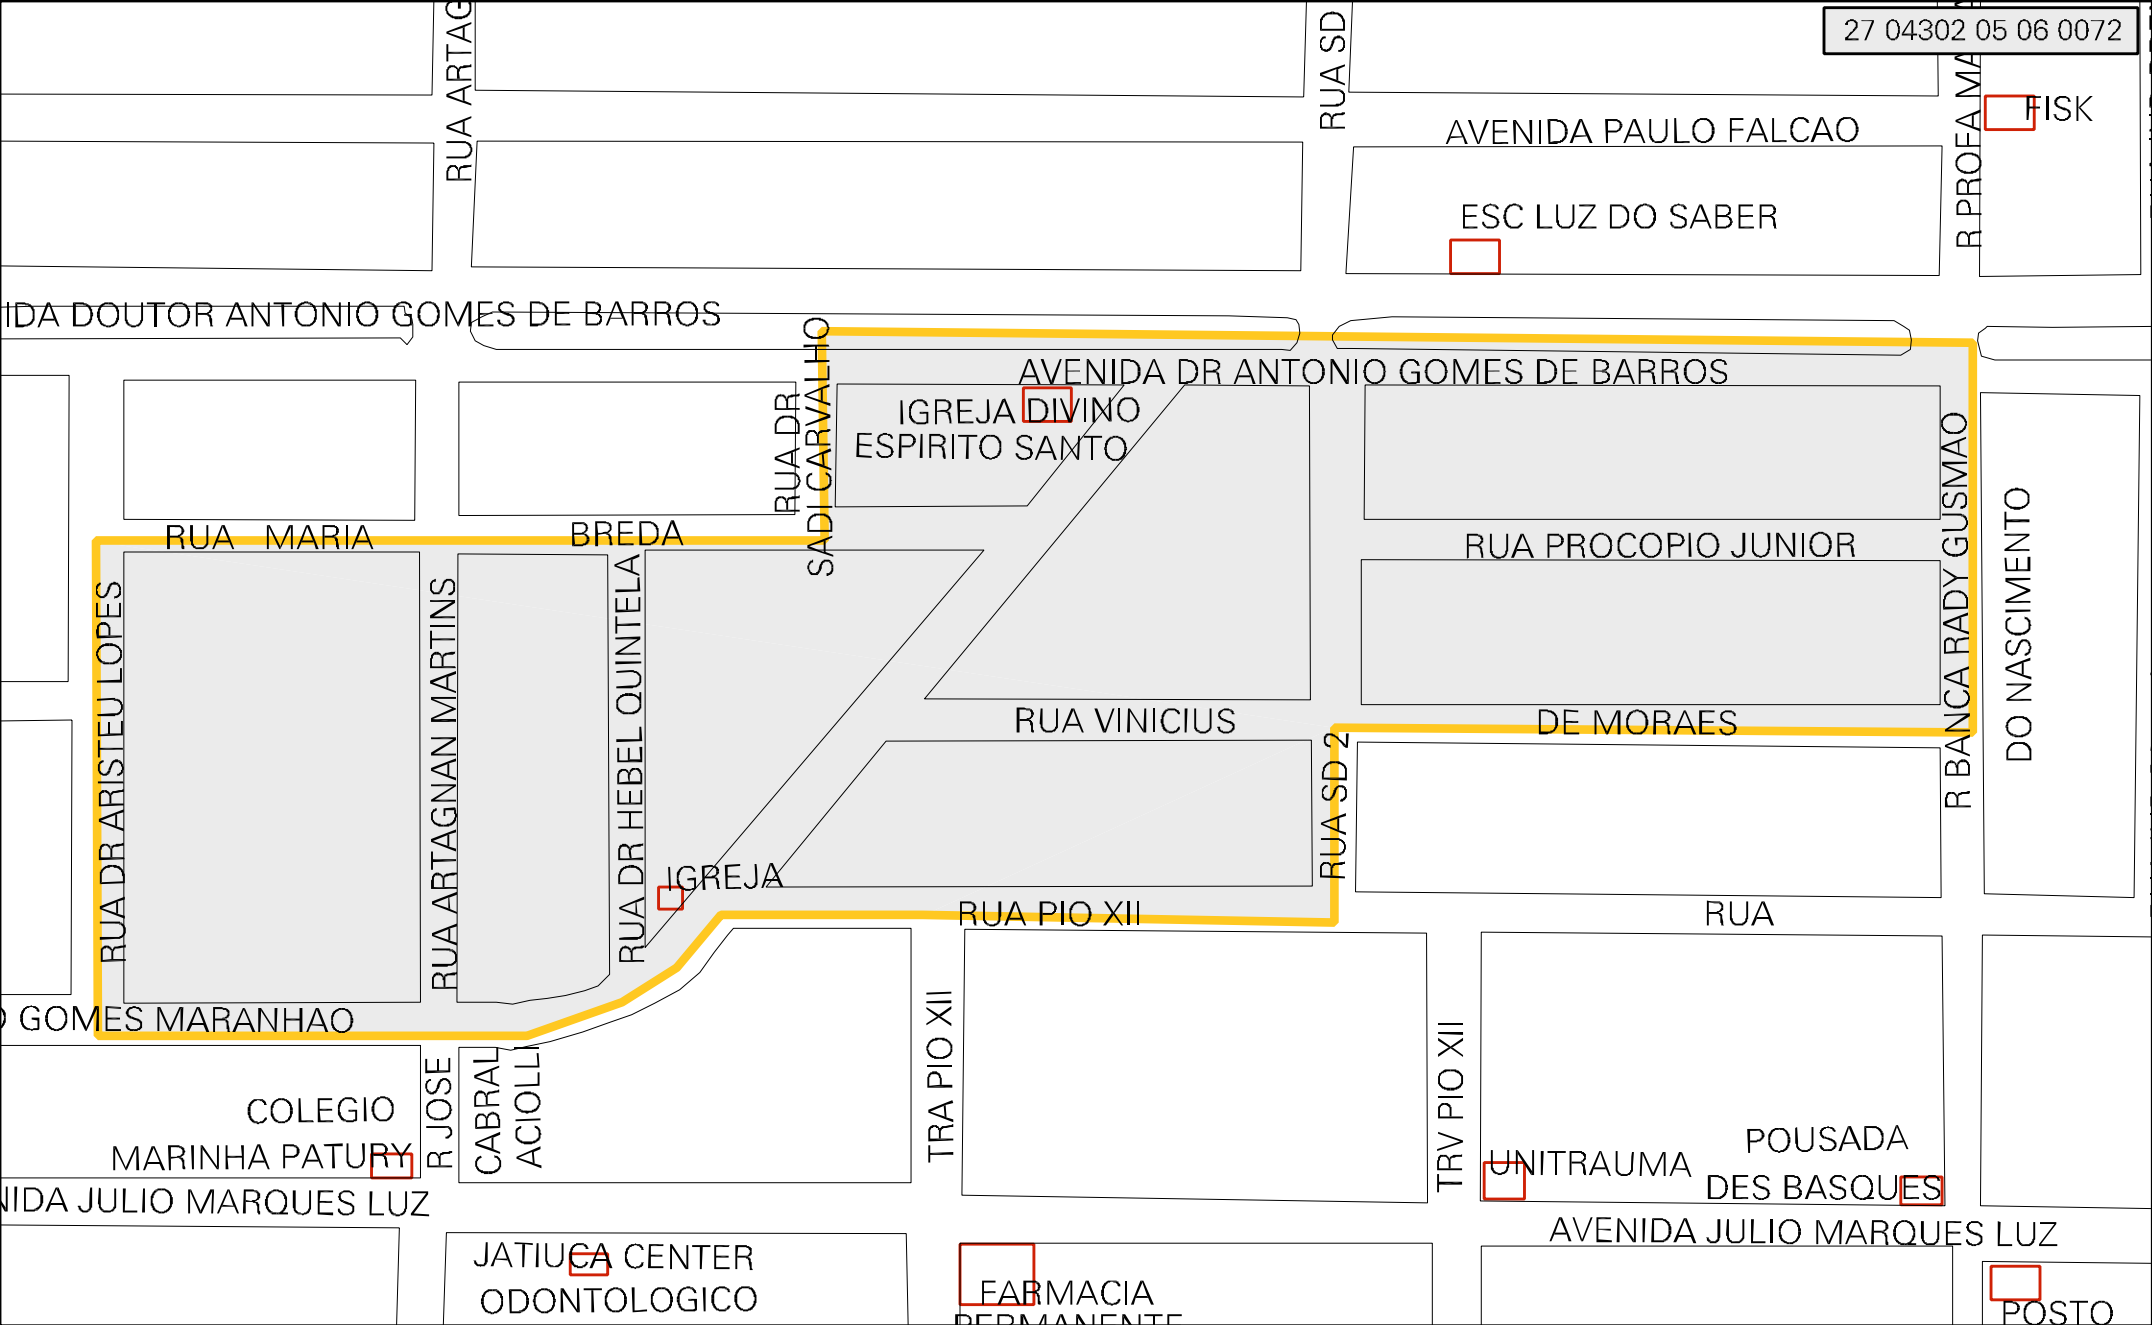 27 04302 05 06 0072
RUA ARTAG
RUA SD
R PROFA MA
FISK
AVENIDA PAULO FALCAO
ESC LUZ DO SABER
IDA DOUTOR ANTONIO GOMES DE BARROS
AVENIDA DR ANTONIO GOMES DE BARROS
RUA DR
SADI CARVALHO
IGREJA DIVINO
ESPIRITO SANTO
RUA MARIA BREDA
RUA PROCOPIO JUNIOR
R BANCA RADY GUSMAO
DO NASCIMENTO
RUA DR ARISTEU LOPES
RUA ARTAGNAN MARTINS
RUA DR HEBEL QUINTELA
RUA VINICIUS DE MORAES
RUA SD 2
IGREJA
RUA PIO XII
RUA
O GOMES MARANHAO
R JOSE
CABRAL
ACIOLLI
TRA PIO XII
TRV PIO XII
COLEGIO
MARINHA PATURY
UNITRAUMA
POUSADA
DES BASQUES
NIDA JULIO MARQUES LUZ
AVENIDA JULIO MARQUES LUZ
JATIUCA CENTER
ODONTOLOGICO
FARMACIA
PERMANENTE
POSTO